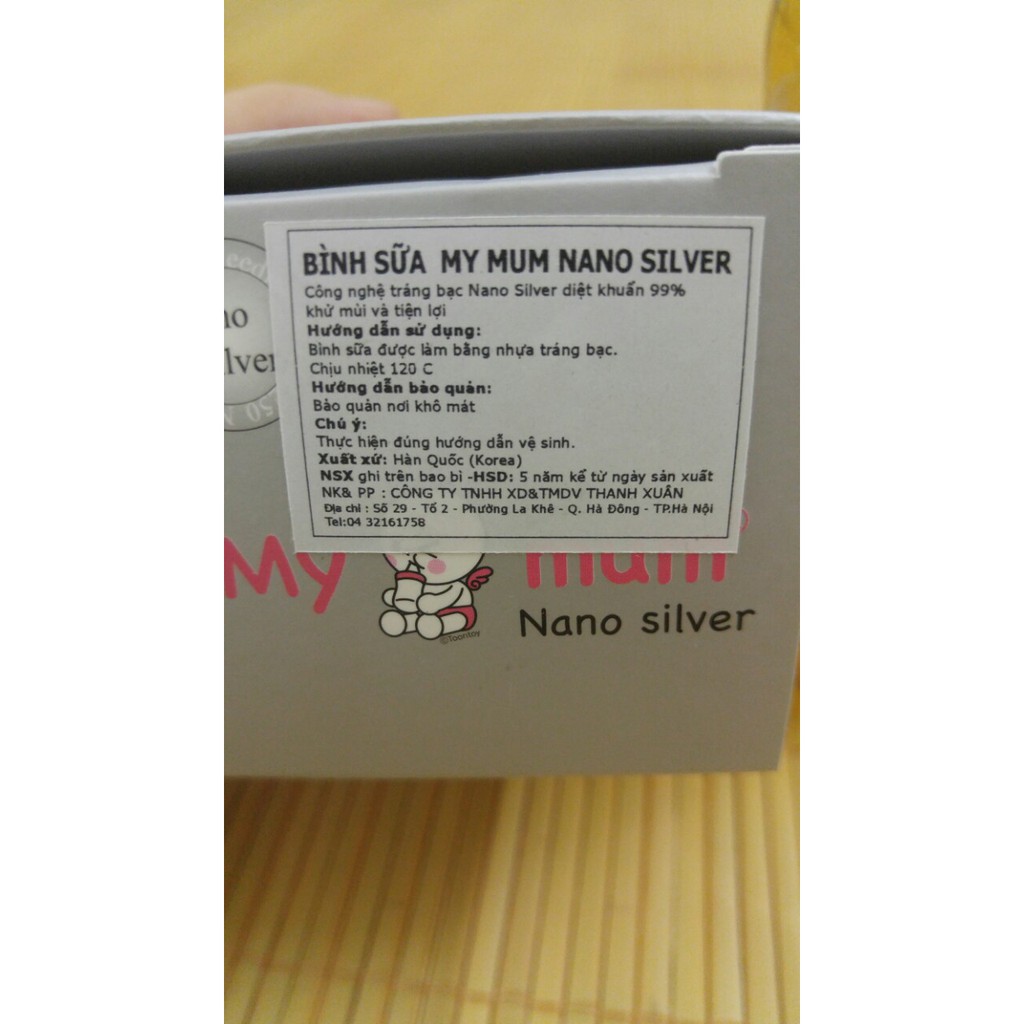 BÌNH SỮA MY MUM NANO SILVER
Công nghệ tráng bạc Nano Silver diệt khuẩn 99%
khử mùi và tiện lợi
Hướng dẫn sử dụng:
Bình sữa được làm bằng nhựa tráng bạc.
Chịu nhiệt 120 C
Hướng dẫn bảo quản:
Bảo quản nơi khô mát
Chú ý:
Thực hiện đúng hướng dẫn vệ sinh.
Xuất xứ: Hàn Quốc (Korea)
NSX ghi trên bao bì -HSD: 5 năm kể từ ngày sản xuất
NK& PP : CÔNG TY TNHH XD&TMDV THANH XUÂN
Địa chỉ : Số 29 - Tổ 2 - Phường La Khê - Q. Hà Đông - TP.Hà Nội
Tel:04 32161758
My mum
Nano silver